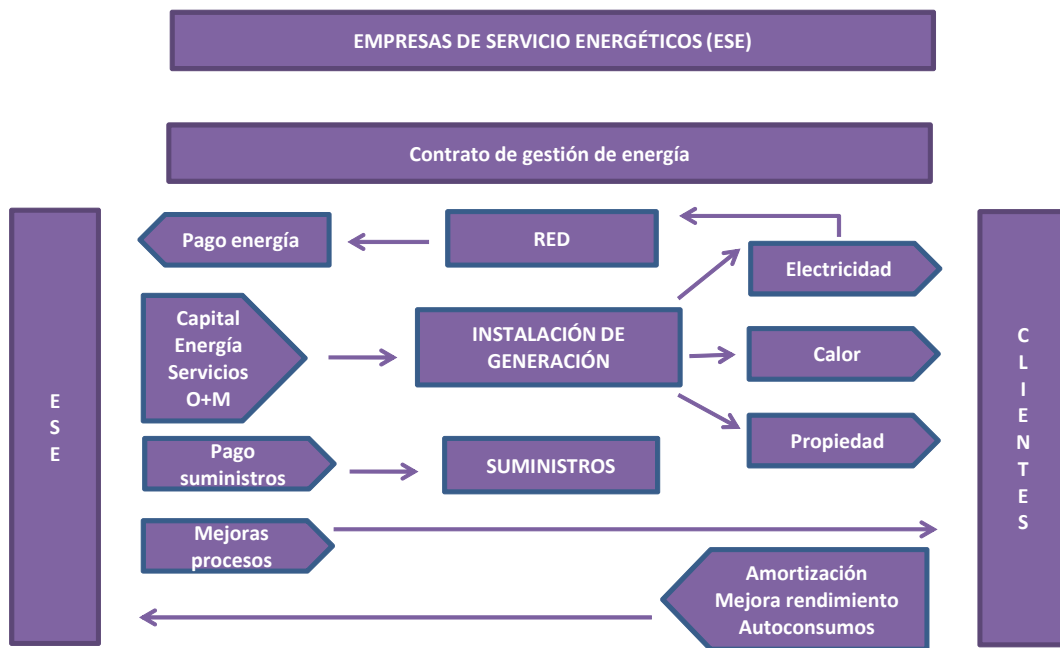 EMPRESAS DE SERVICIO ENERGÉTICOS (ESE)
Contrato de gestión de energía
Pago energía
RED
Electricidad
Capital
Energía
Servicios
O+M
INSTALACIÓN DE
GENERACIÓN
Calor
E
S
E
C
L
I
E
N
T
E
S
Propiedad
Pago
suministros
SUMINISTROS
Mejoras
procesos
Amortización
Mejora rendimiento
Autoconsumos